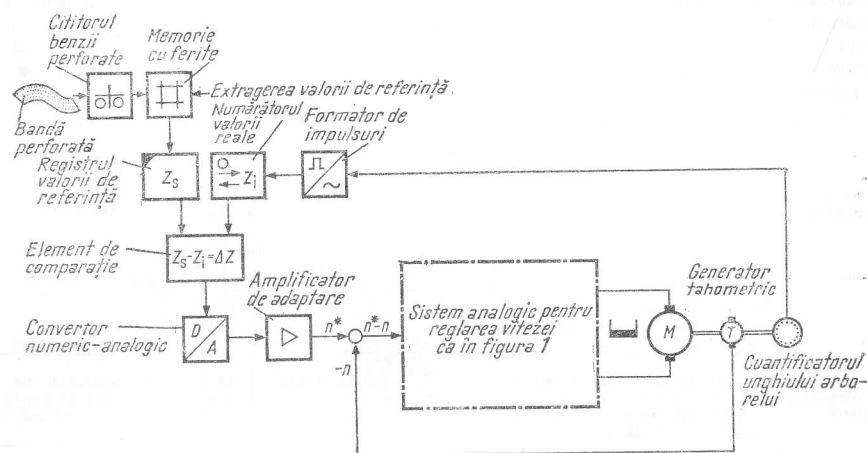 Cititorul
benzii
perforate
Memorie
cu ferite
Extragerea valorii de referință.
Bandă
perforată
Numărătorul
valorii
reale
Formator de
impulsuri
Registrul
valorii de
referință
Zs
Zi
Element de
comparație
Zs-Zi=ΔZ
Amplificator
de adaptare
Convertor
numeric-analogic
D
A
n*
n*-n
-n
Sistem analogic pentru
reglarea vitezei
ca în figura 1
Generator
tahometric
M
T
Cuantificatorul
unghiului arbo-
relui